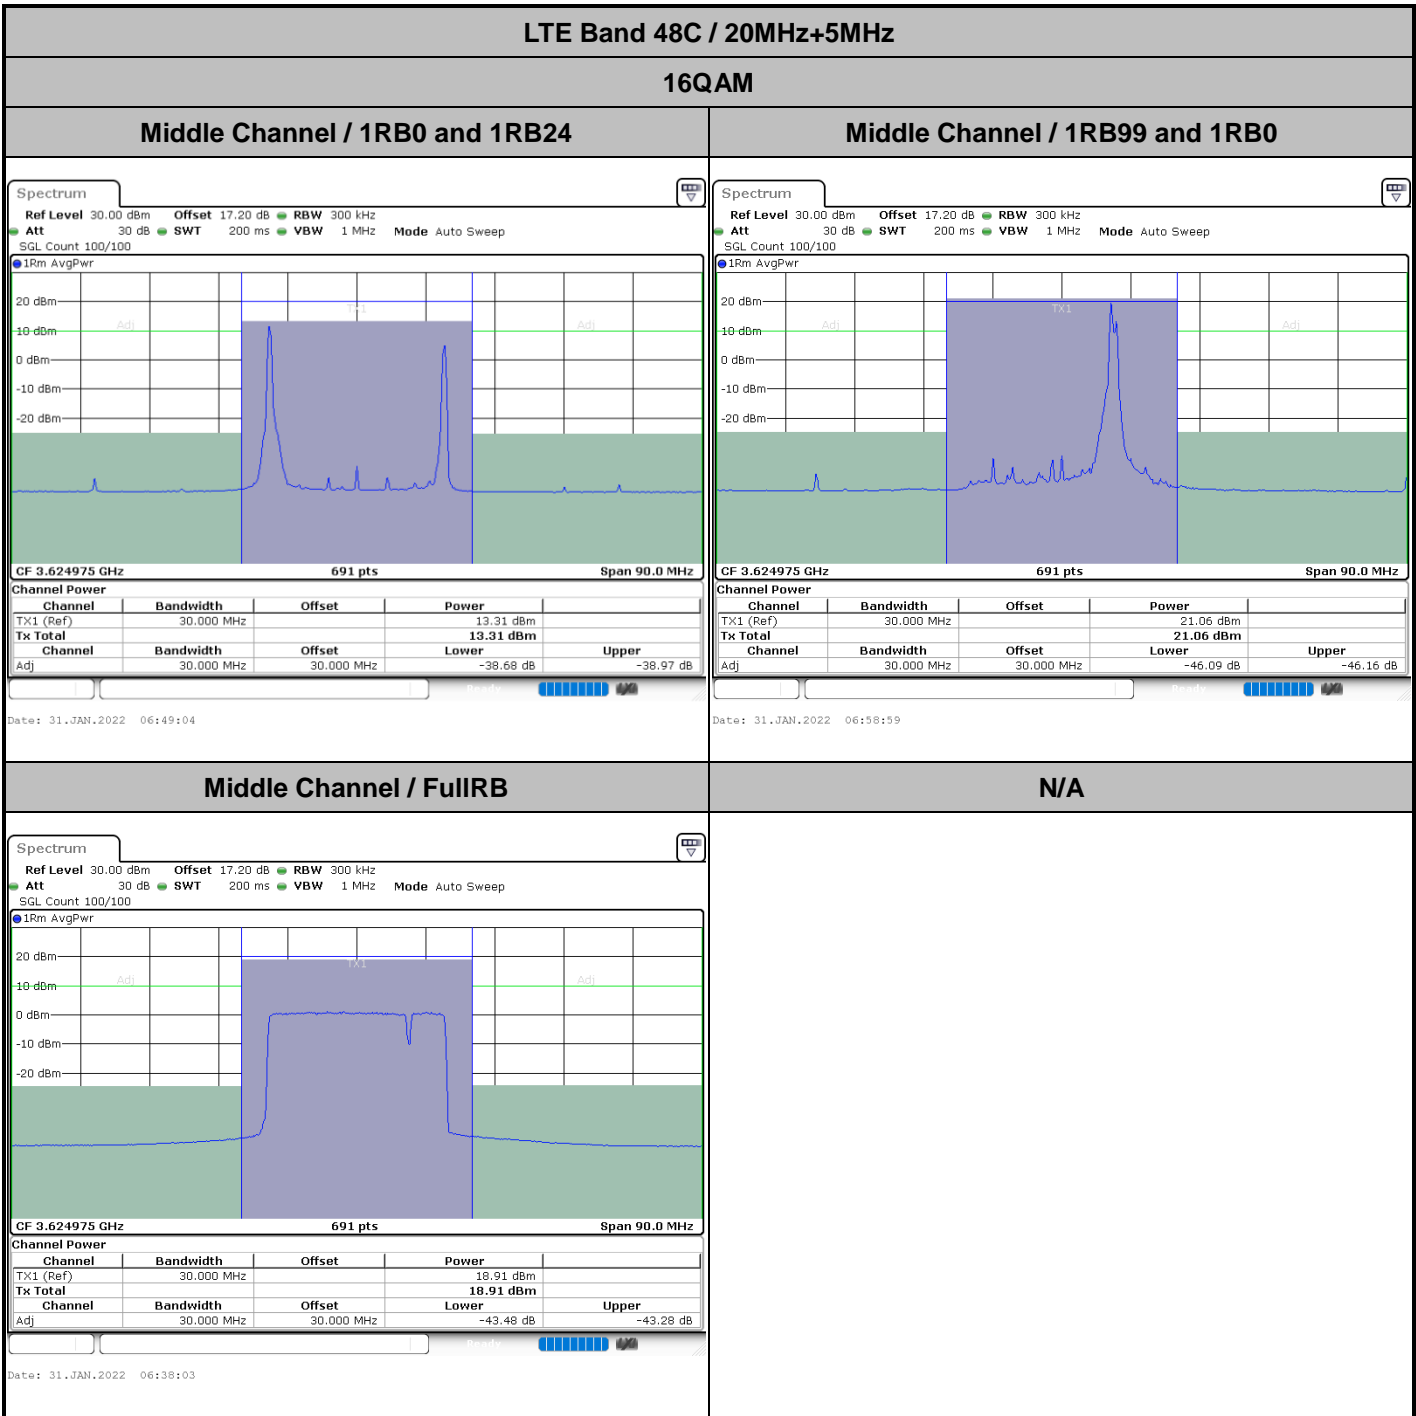 LTE Band 48C / 20MHz+5MHz
16QAM
Middle Channel / 1RB0 and 1RB24
Middle Channel / 1RB99 and 1RB0
Spectrum
Ref Level 30.00 dBm Offset 17.20 dB RBW 300 kHz
Att 30 dB SWT 200 ms VBW 1 MHz Mode Auto Sweep
SGL Count 100/100
1Rm AvgPwr
TX1
Adj
Adj
20 dBm
10 dBm
0 dBm
-10 dBm
-20 dBm
CF 3.624975 GHz 691 pts Span 90.0 MHz
Channel Power
Channel Bandwidth Offset Power
TX1 (Ref) 30.000 MHz 13.31 dBm
Tx Total 13.31 dBm
Channel Bandwidth Offset Lower Upper
Adj 30.000 MHz 30.000 MHz -38.68 dB -38.97 dB
Ready
Date: 31.JAN.2022 06:49:04
Spectrum
Ref Level 30.00 dBm Offset 17.20 dB RBW 300 kHz
Att 30 dB SWT 200 ms VBW 1 MHz Mode Auto Sweep
SGL Count 100/100
1Rm AvgPwr
TX1
Adj
Adj
20 dBm
10 dBm
0 dBm
-10 dBm
-20 dBm
CF 3.624975 GHz 691 pts Span 90.0 MHz
Channel Power
Channel Bandwidth Offset Power
TX1 (Ref) 30.000 MHz 21.06 dBm
Tx Total 21.06 dBm
Channel Bandwidth Offset Lower Upper
Adj 30.000 MHz 30.000 MHz -46.09 dB -46.16 dB
Ready
Date: 31.JAN.2022 06:58:59
Middle Channel / FullRB
N/A
Spectrum
Ref Level 30.00 dBm Offset 17.20 dB RBW 300 kHz
Att 30 dB SWT 200 ms VBW 1 MHz Mode Auto Sweep
SGL Count 100/100
1Rm AvgPwr
TX1
Adj
Adj
20 dBm
10 dBm
0 dBm
-10 dBm
-20 dBm
CF 3.624975 GHz 691 pts Span 90.0 MHz
Channel Power
Channel Bandwidth Offset Power
TX1 (Ref) 30.000 MHz 18.91 dBm
Tx Total 18.91 dBm
Channel Bandwidth Offset Lower Upper
Adj 30.000 MHz 30.000 MHz -43.48 dB -43.28 dB
Ready
Date: 31.JAN.2022 06:38:03